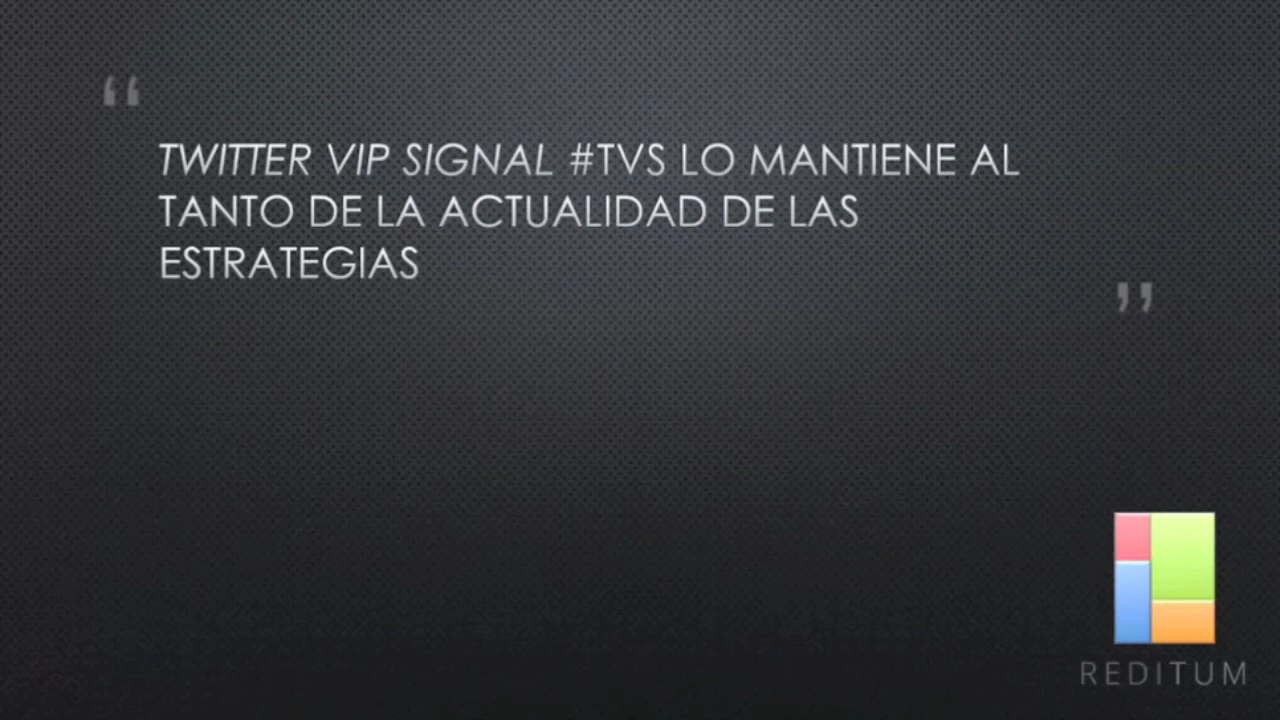 “
TWITTER VIP SIGNAL #TVS LO MANTIENE AL
TANTO DE LA ACTUALIDAD DE LAS
ESTRATEGIAS
”
REDITUM